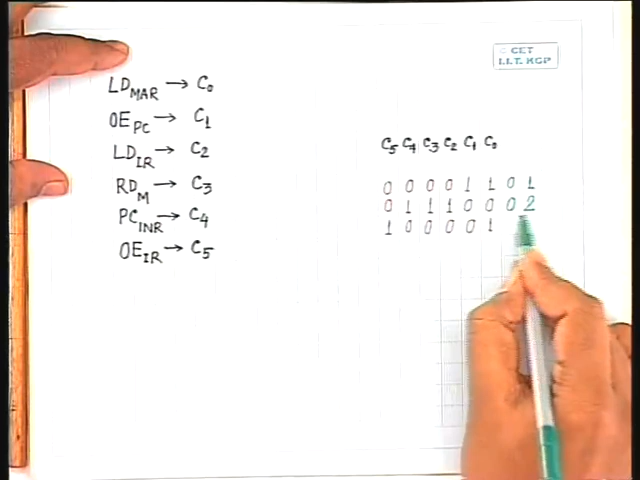 © CET
I.I.T. KGP
LD_MAR → C₀
OE_PC → C₁
LD_IR → C₂
RD_M → C₃
PC_INR → C₄
OE_IR → C₅
C₅ C₄ C₃ C₂ C₁ C₀
0 0 0 0 1 1 0 1
0 1 1 1 0 0 0 2
1 0 0 0 0 1